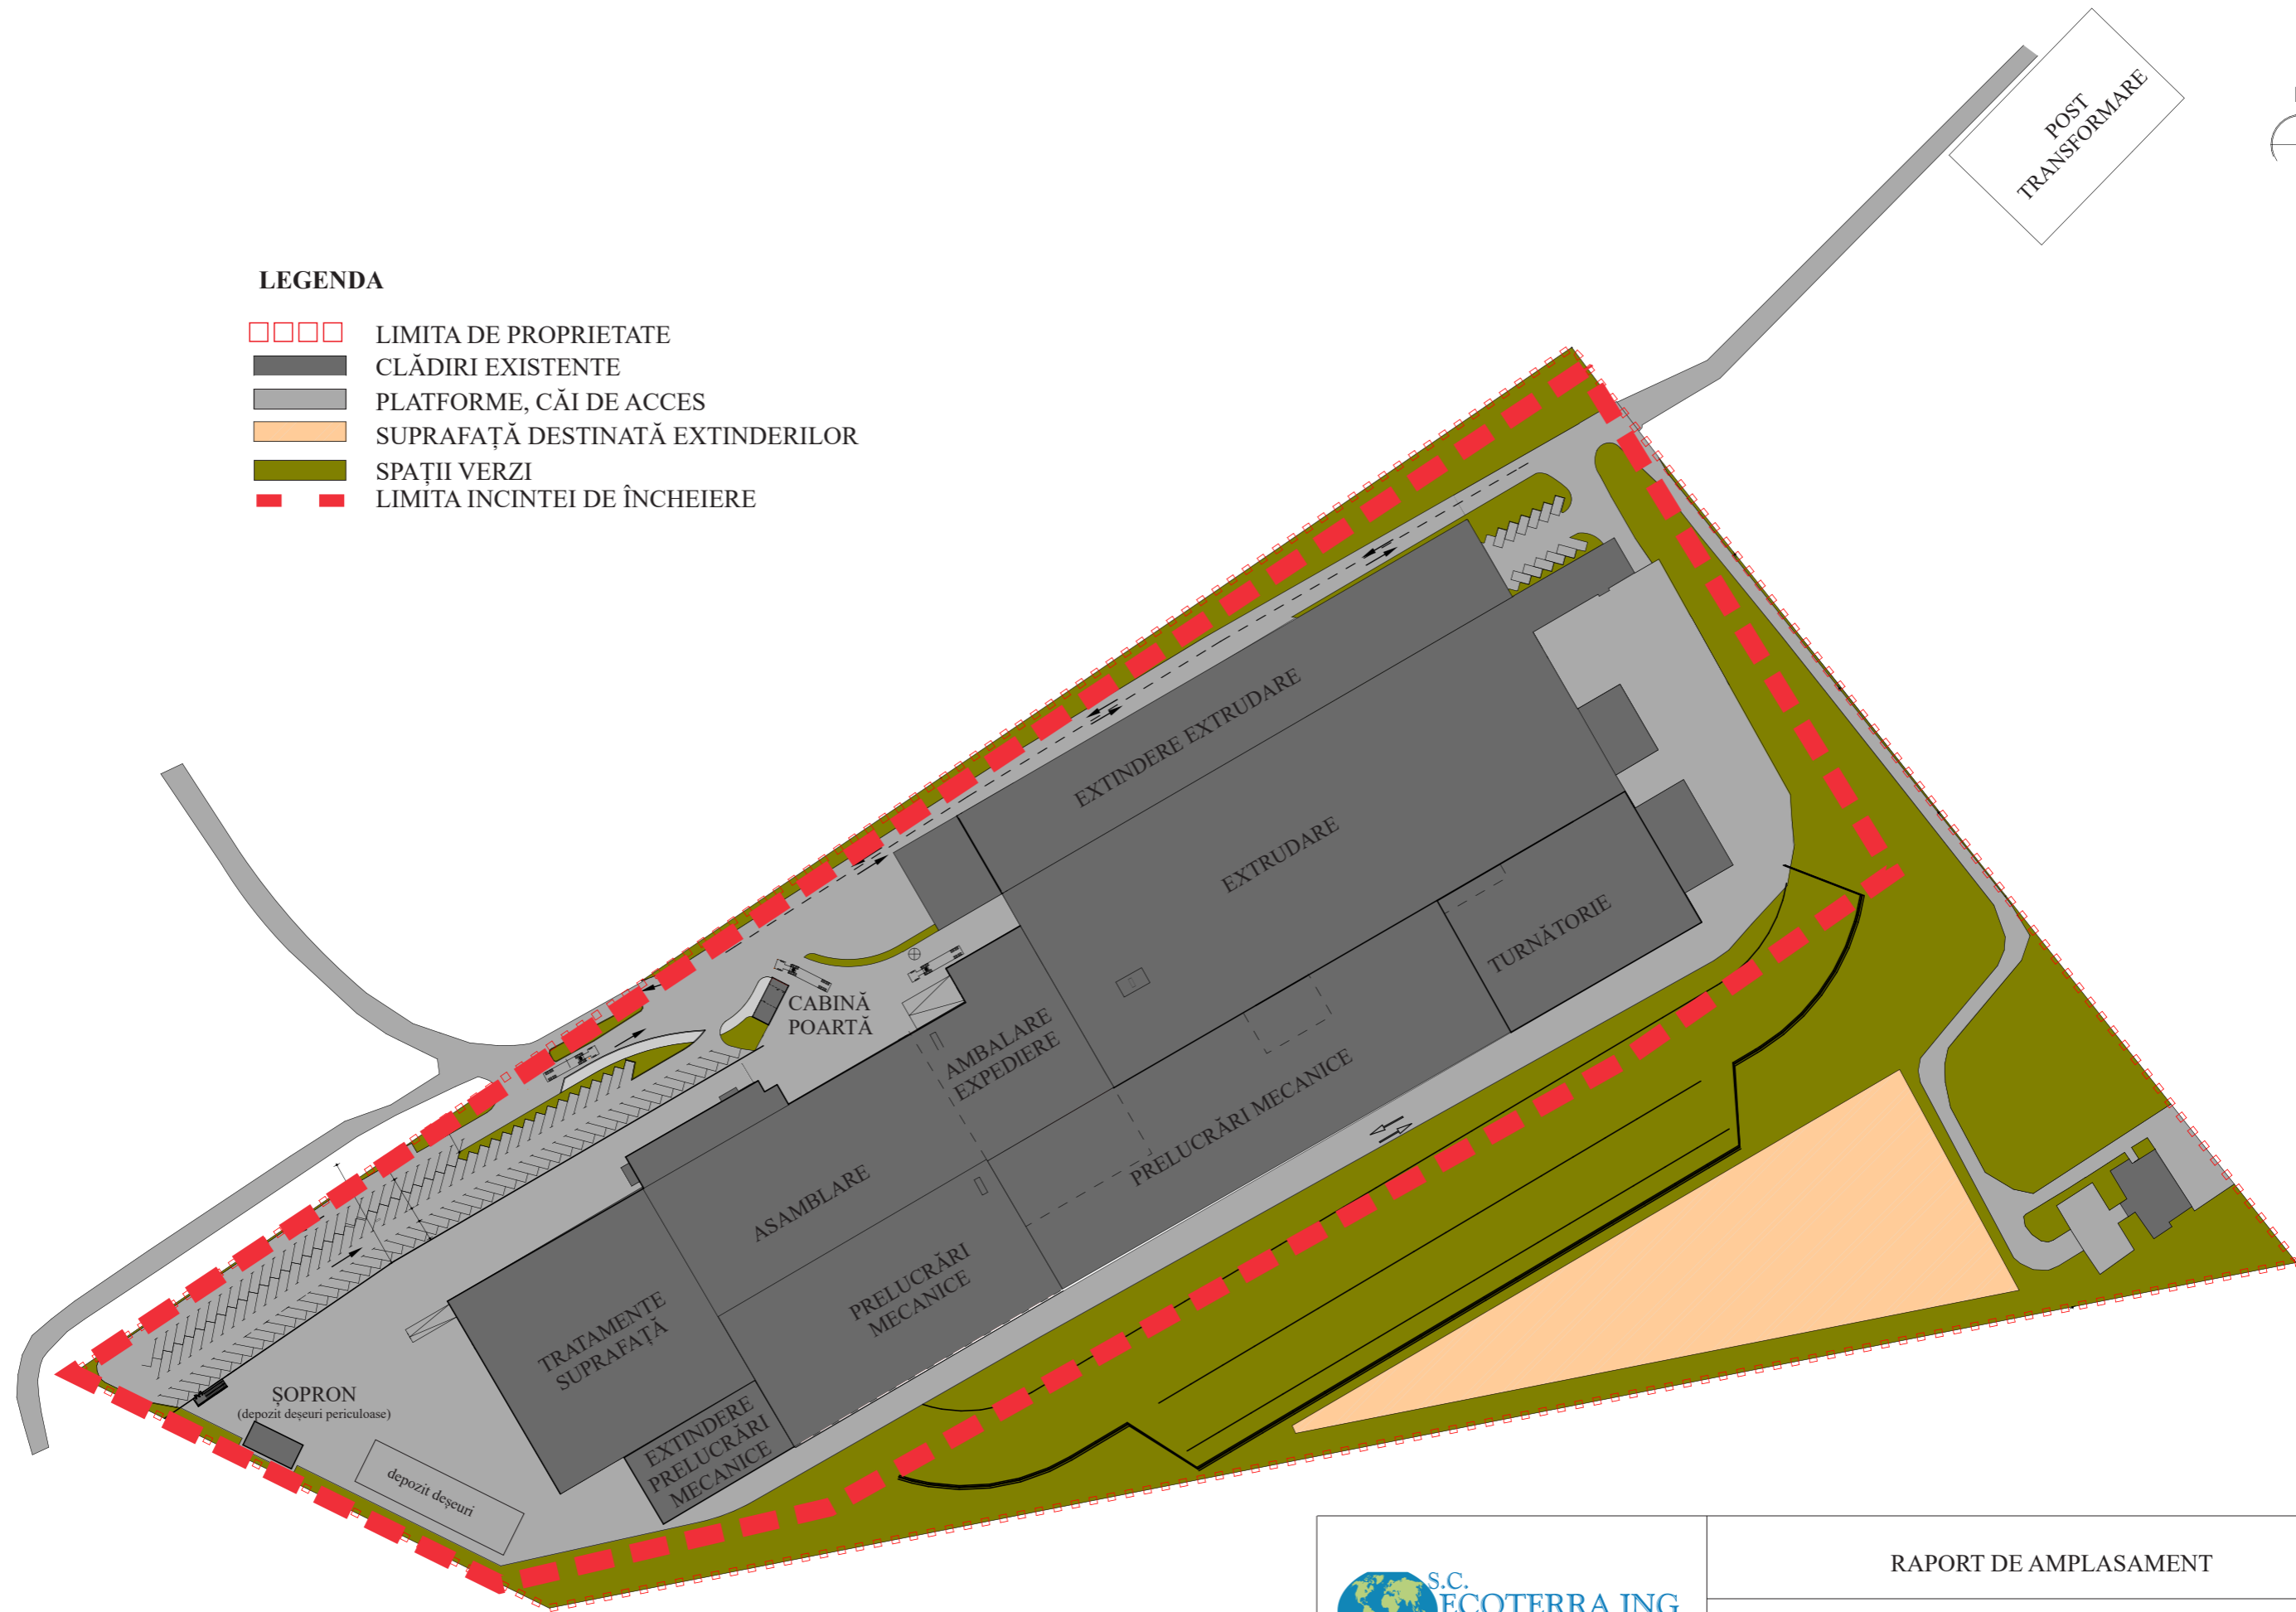 POST
TRANSFORMARE
LEGENDA
LIMITA DE PROPRIETATE
CLĂDIRI EXISTENTE
PLATFORME, CĂI DE ACCES
SUPRAFAȚĂ DESTINATĂ EXTINDERILOR
SPAȚII VERZI
LIMITA INCINTEI DE ÎNCHEIERE
EXTINDERE EXTRUDARE
EXTRUDARE
TURNĂTORIE
CABINĂ
POARTĂ
AMBALARE
EXPEDIERE
PRELUCRĂRI MECANICE
ASAMBLARE
PRELUCRĂRI
MECANICE
TRATAMENTE
SUPRAFAȚĂ
EXTINDERE
PRELUCRĂRI
MECANICE
ȘOPRON
(depozit deșeuri periculoase)
depozit deșeuri
S.C.
ECOTERRA ING
RAPORT DE AMPLASAMENT